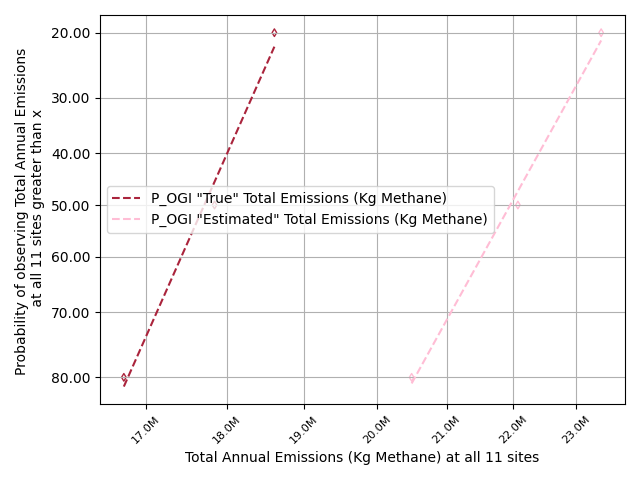 20.00
30.00
40.00
50.00
60.00
70.00
80.00
Probability of observing Total Annual Emissions
at all 11 sites greater than x
P_OGI "True" Total Emissions (Kg Methane)
P_OGI "Estimated" Total Emissions (Kg Methane)
17.0M
18.0M
19.0M
20.0M
21.0M
22.0M
23.0M
Total Annual Emissions (Kg Methane) at all 11 sites